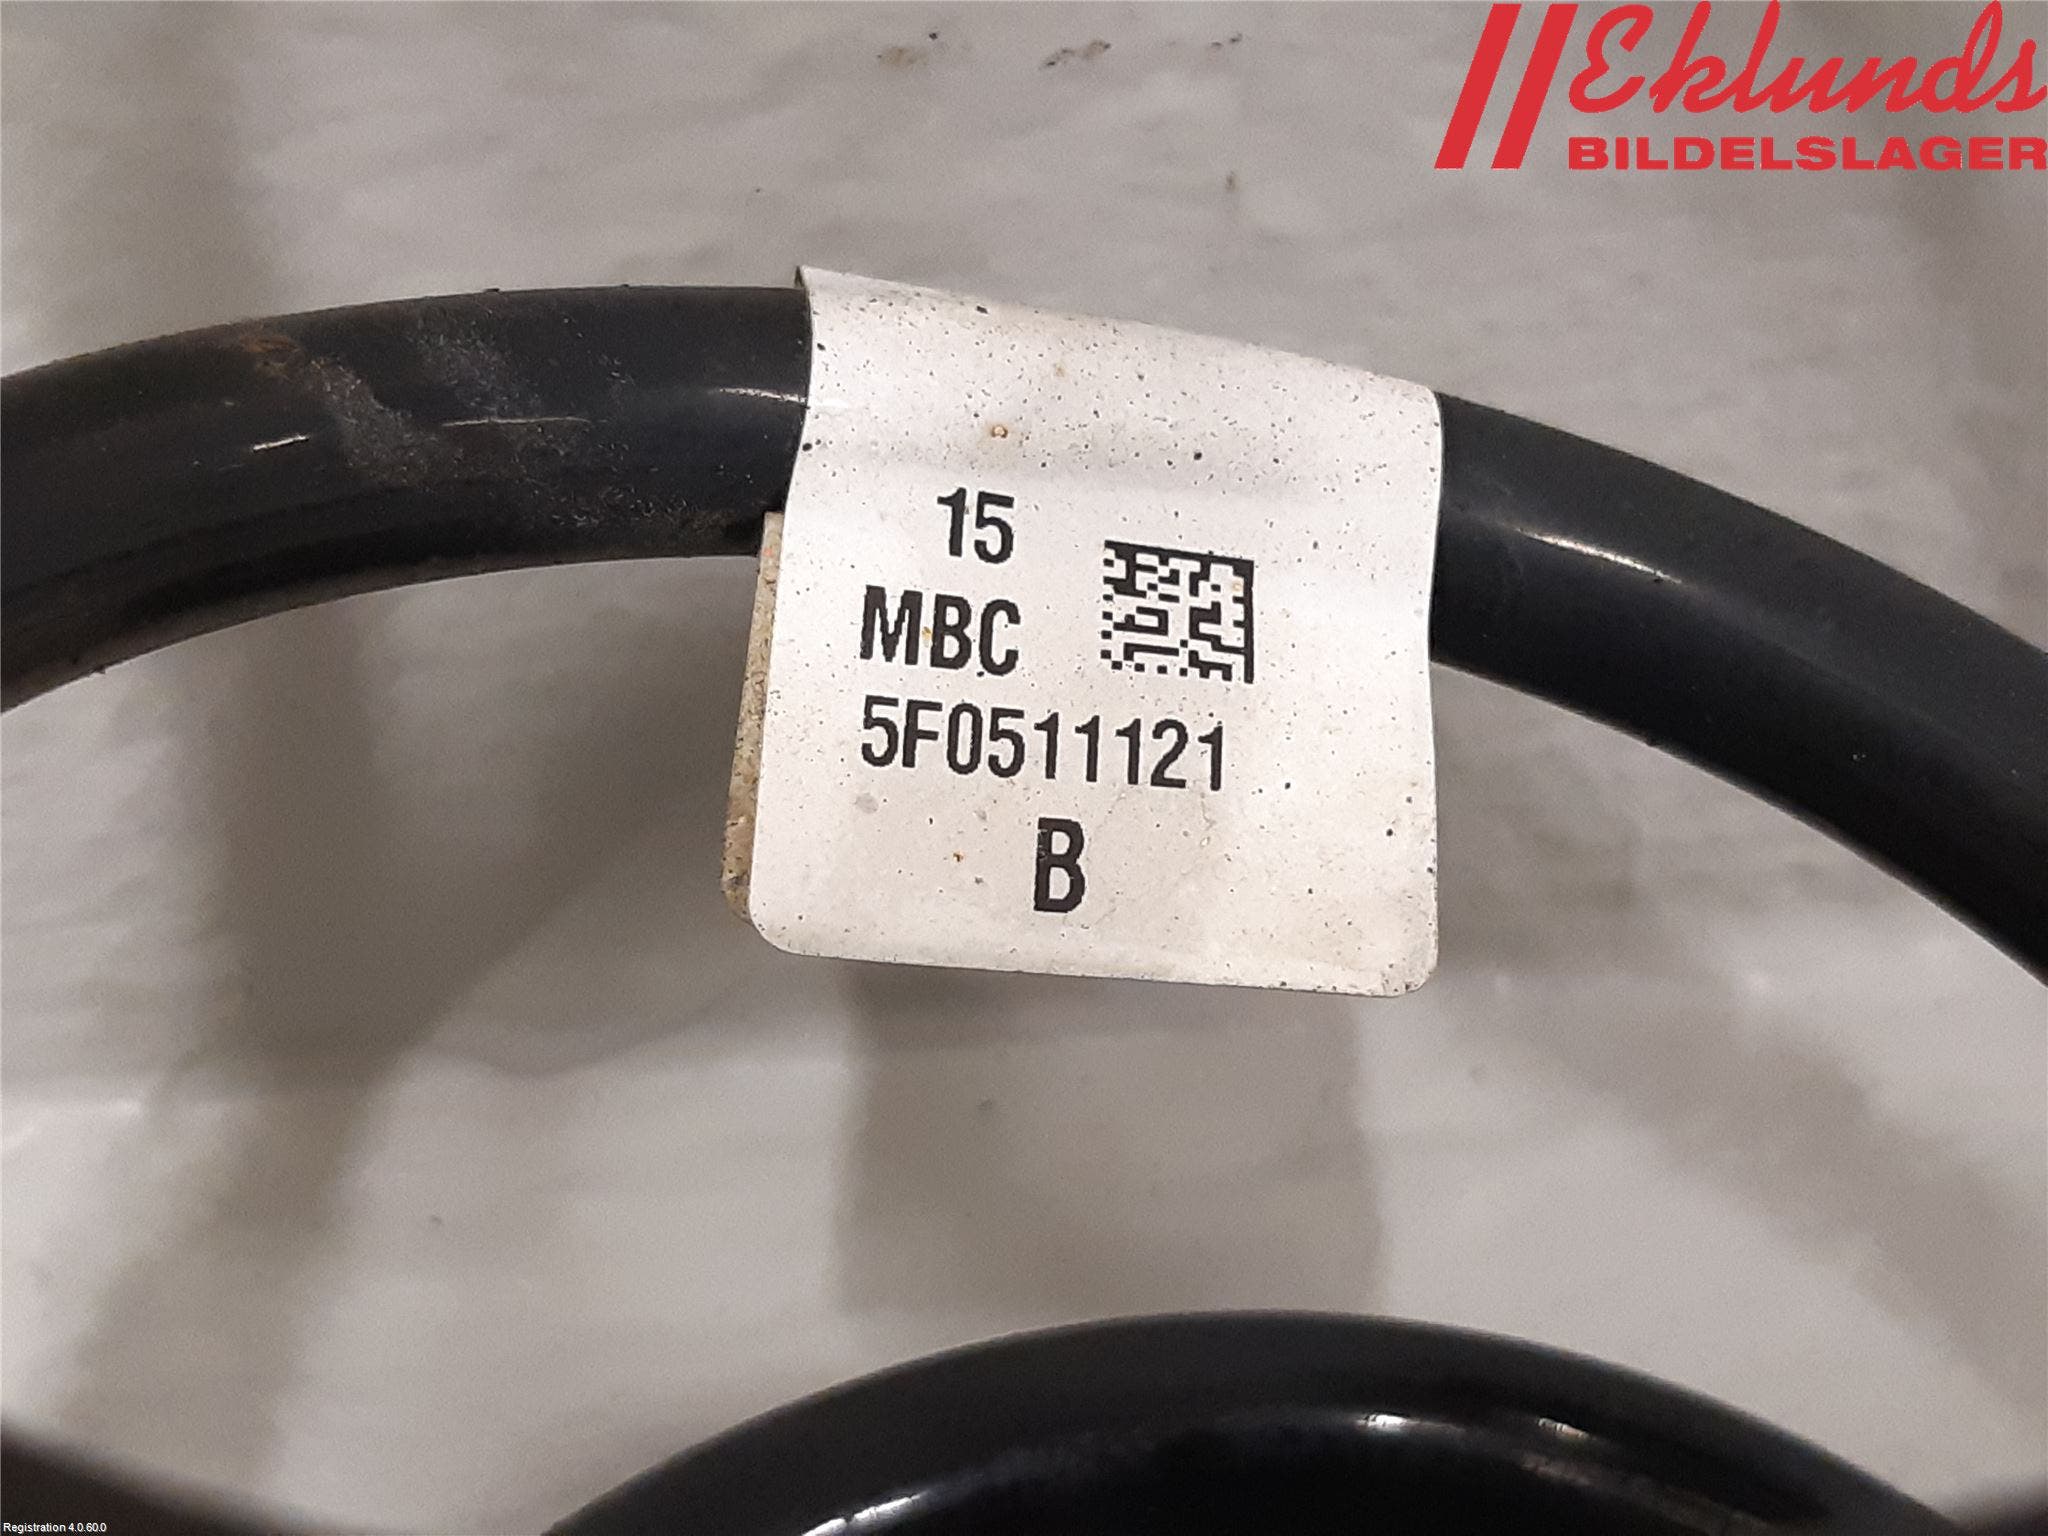 Eklunds
BILDELSLAGER
15
MBC
5F0511121
B
Registration 4.0.60.0